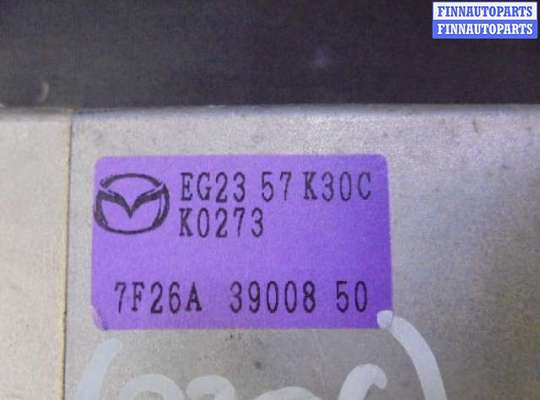 FINNAUTOPARTS
FINNAUTOPARTS
EG23 57 K30C
K0273
7F26A 39008 50